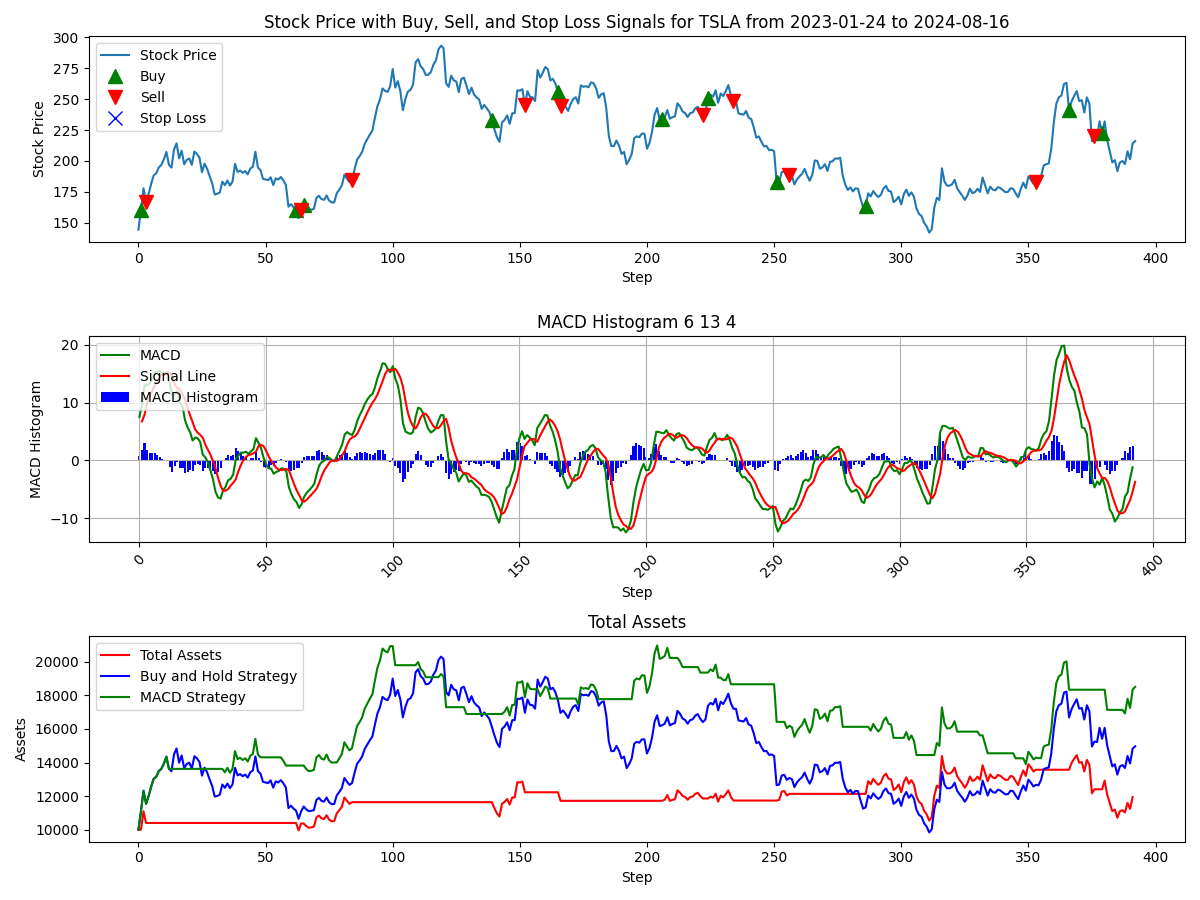 Stock Price with Buy, Sell, and Stop Loss Signals for TSLA from 2023-01-24 to 2024-08-16
300
275
250
225
200
175
150
Stock Price
Stock Price
Buy
Sell
Stop Loss
0 50 100 150 200 250 300 350 400
Step
MACD Histogram 6 13 4
20
10
0
−10
MACD Histogram
MACD
Signal Line
MACD Histogram
0 50 100 150 200 250 300 350 400
Step
Total Assets
20000
18000
16000
14000
12000
10000
Assets
Total Assets
Buy and Hold Strategy
MACD Strategy
0 50 100 150 200 250 300 350 400
Step